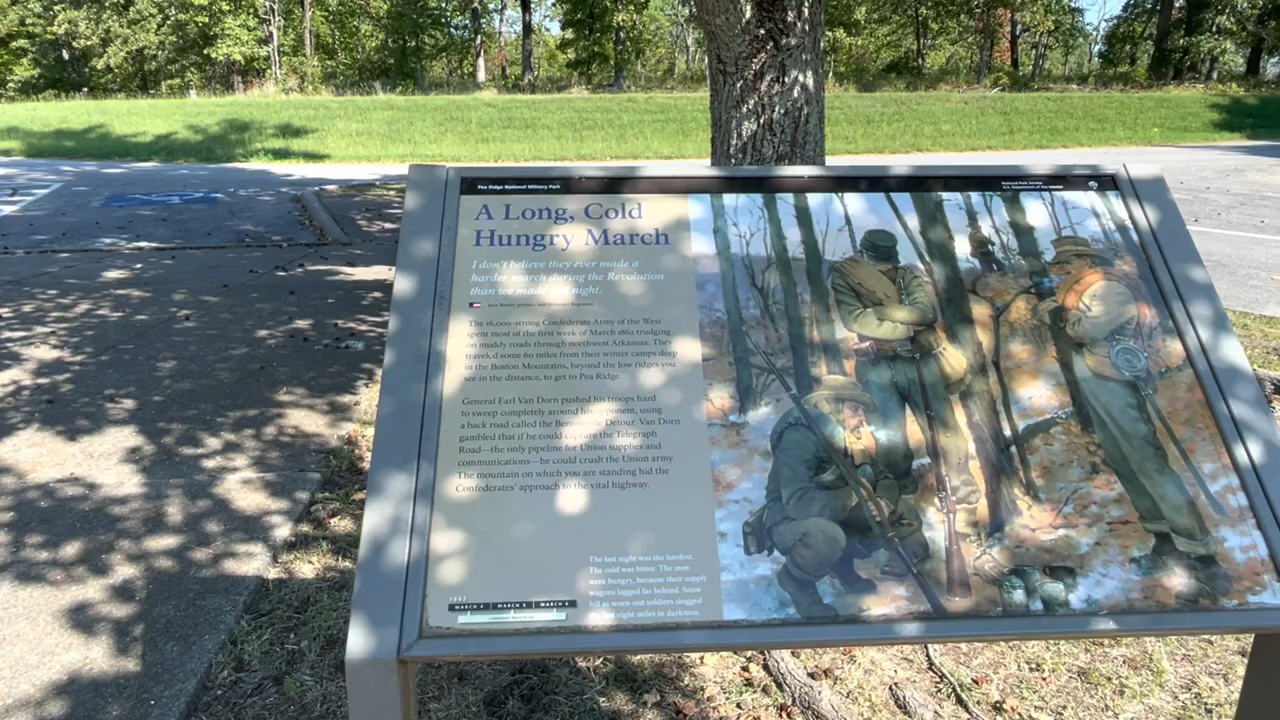 Pea Ridge National Military Park
National Park Service
U.S. Department of the Interior
A Long, Cold
Hungry March
I don't believe they ever made a
harder march during the Revolution
than we made night.
The 16,000-strong Confederate Army of the West
spent most of the first week of March 1862 trudging
on muddy roads through northwest Arkansas. They
traveled some 60 miles from their winter camps deep
in the Boston Mountains, beyond the low ridges you
see in the distance, to get to Pea Ridge.
General Earl Van Dorn pushed his troops hard
to sweep completely around his opponent, using
a back road called the Bentonville Detour. Van Dorn
gambled that if he could capture the Telegraph
Road—the only pipeline for Union supplies and
communications—he could crush the Union army.
The mountain on which you are standing hid the
Confederates' approach to the vital highway.
The last night was the hardest.
The cold was bitter. The men
were hungry, because their supply
wagons lagged far behind. Snow
fell as worn-out soldiers slogged
the last eight miles in darkness.
1862
MARCH 4 MARCH 5 MARCH 6